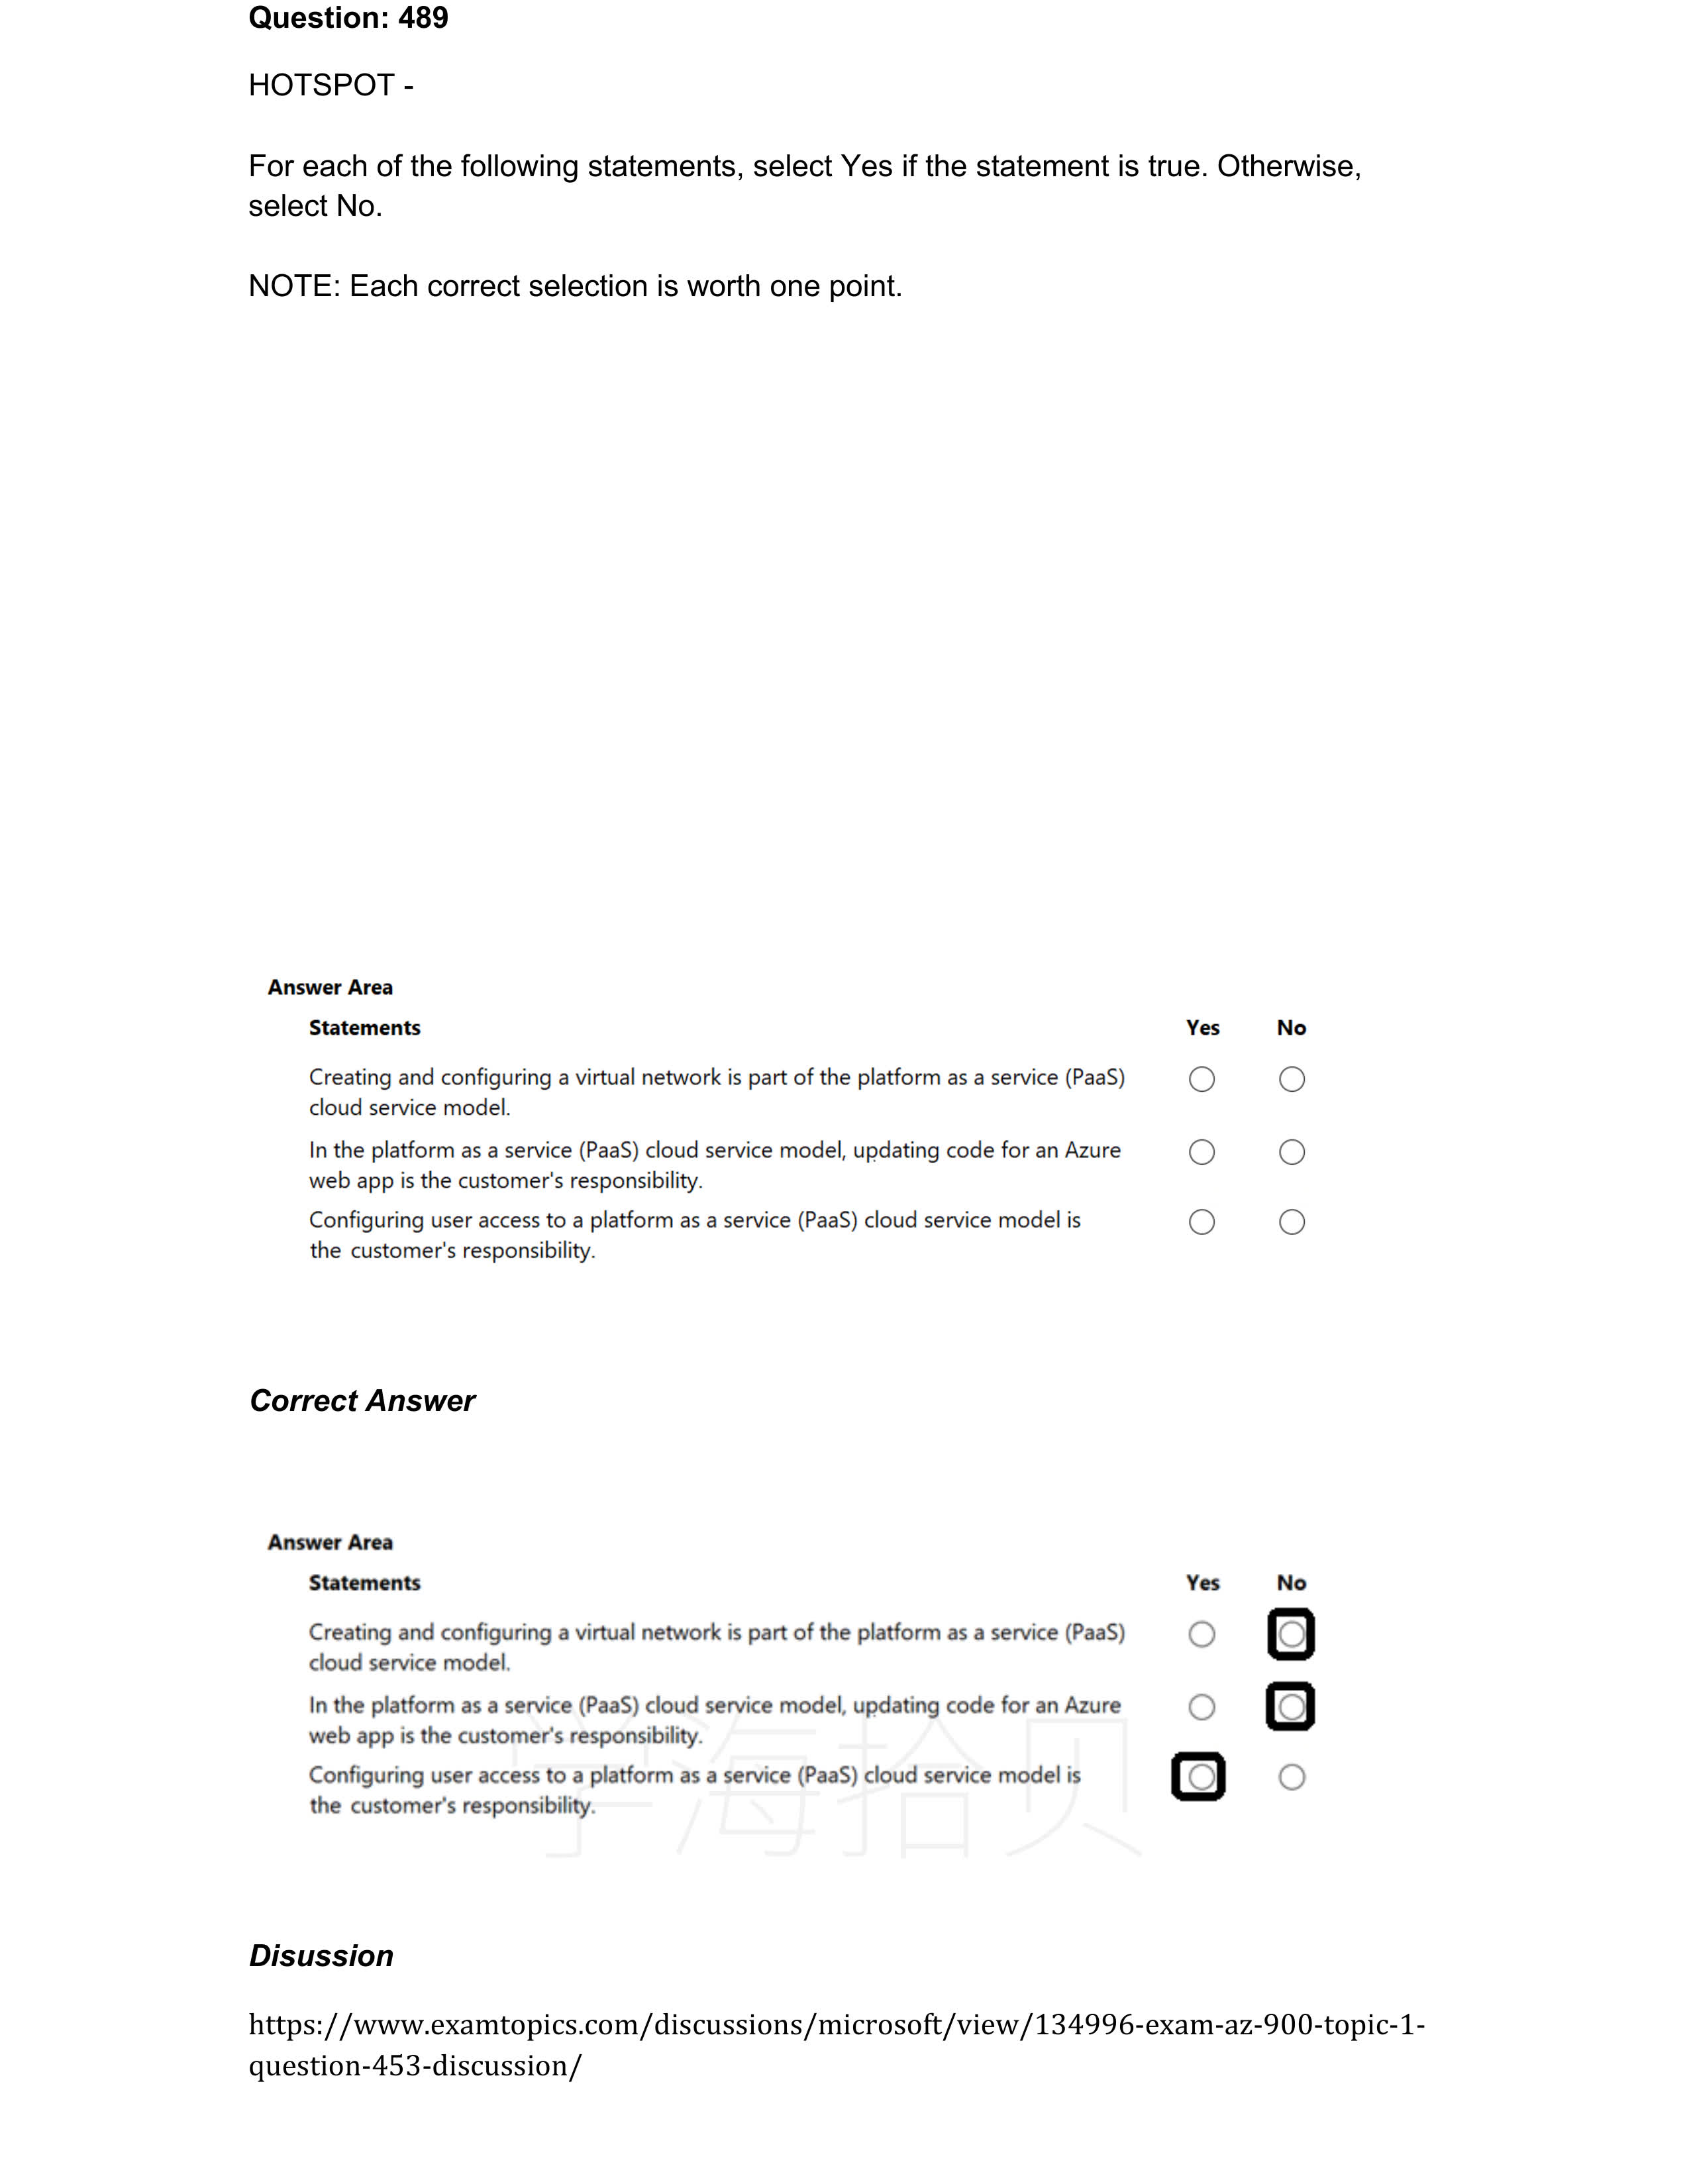 Question: 489
HOTSPOT -
For each of the following statements, select Yes if the statement is true. Otherwise,
select No.
NOTE: Each correct selection is worth one point.
Answer Area
Statements Yes No
Creating and configuring a virtual network is part of the platform as a service (PaaS)
cloud service model.
In the platform as a service (PaaS) cloud service model, updating code for an Azure
web app is the customer's responsibility.
Configuring user access to a platform as a service (PaaS) cloud service model is
the customer's responsibility.
Correct Answer
Answer Area
Statements Yes No
Creating and configuring a virtual network is part of the platform as a service (PaaS)
cloud service model.
In the platform as a service (PaaS) cloud service model, updating code for an Azure
web app is the customer's responsibility.
Configuring user access to a platform as a service (PaaS) cloud service model is
the customer's responsibility.
学海拾贝
Disussion
https://www.examtopics.com/discussions/microsoft/view/134996-exam-az-900-topic-1-
question-453-discussion/